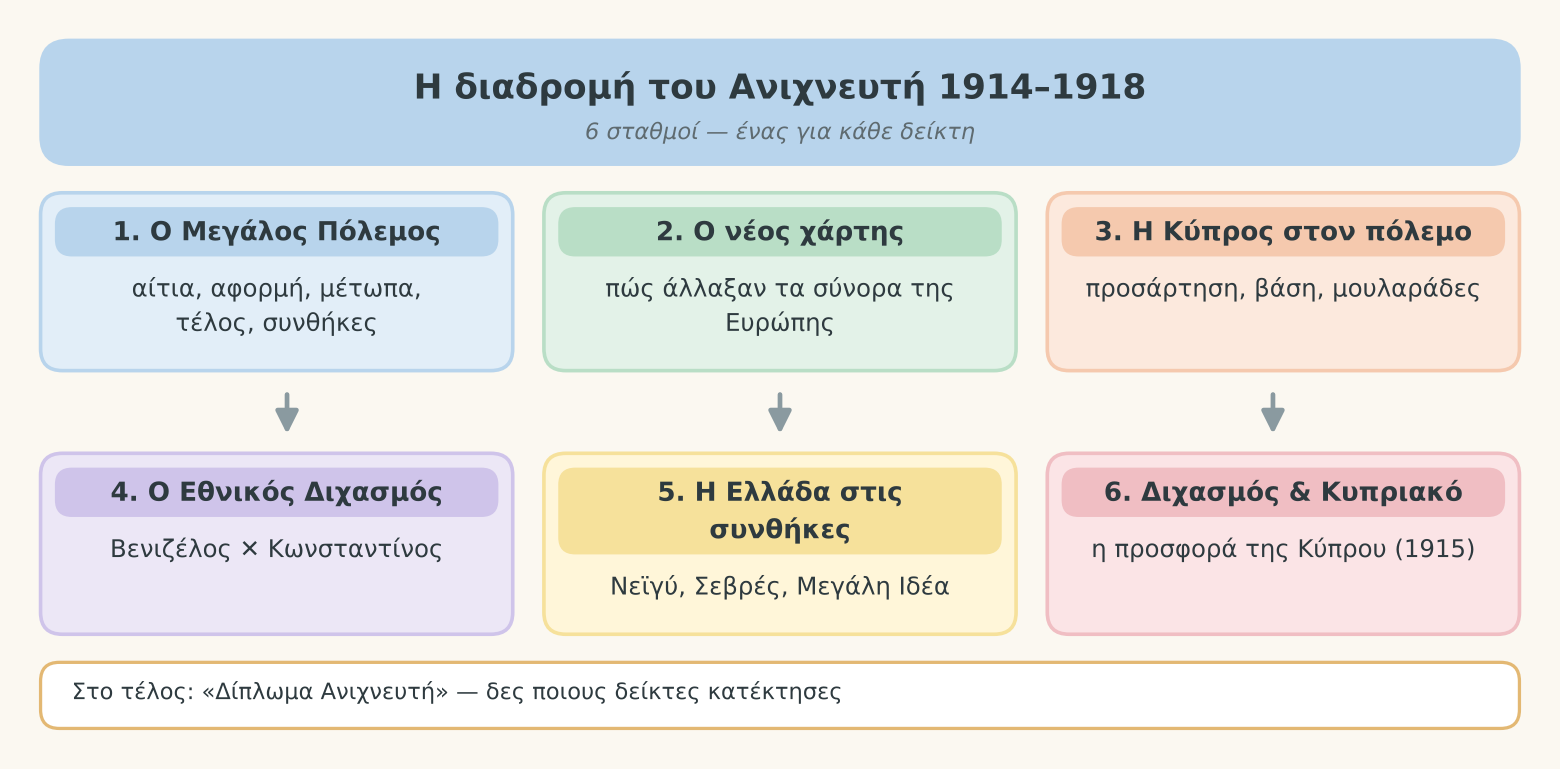 Η διαδρομή του Ανιχνευτή 1914–1918
6 σταθμοί — ένας για κάθε δείκτη
1. Ο Μεγάλος Πόλεμος
αίτια, αφορμή, μέτωπα,
τέλος, συνθήκες
2. Ο νέος χάρτης
πώς άλλαξαν τα σύνορα της
Ευρώπης
3. Η Κύπρος στον πόλεμο
προσάρτηση, βάση, μουλαράδες
4. Ο Εθνικός Διχασμός
Βενιζέλος ✕ Κωνσταντίνος
5. Η Ελλάδα στις
συνθήκες
Νεϊγύ, Σεβρές, Μεγάλη Ιδέα
6. Διχασμός & Κυπριακό
η προσφορά της Κύπρου (1915)
Στο τέλος: «Δίπλωμα Ανιχνευτή» — δες ποιους δείκτες κατέκτησες